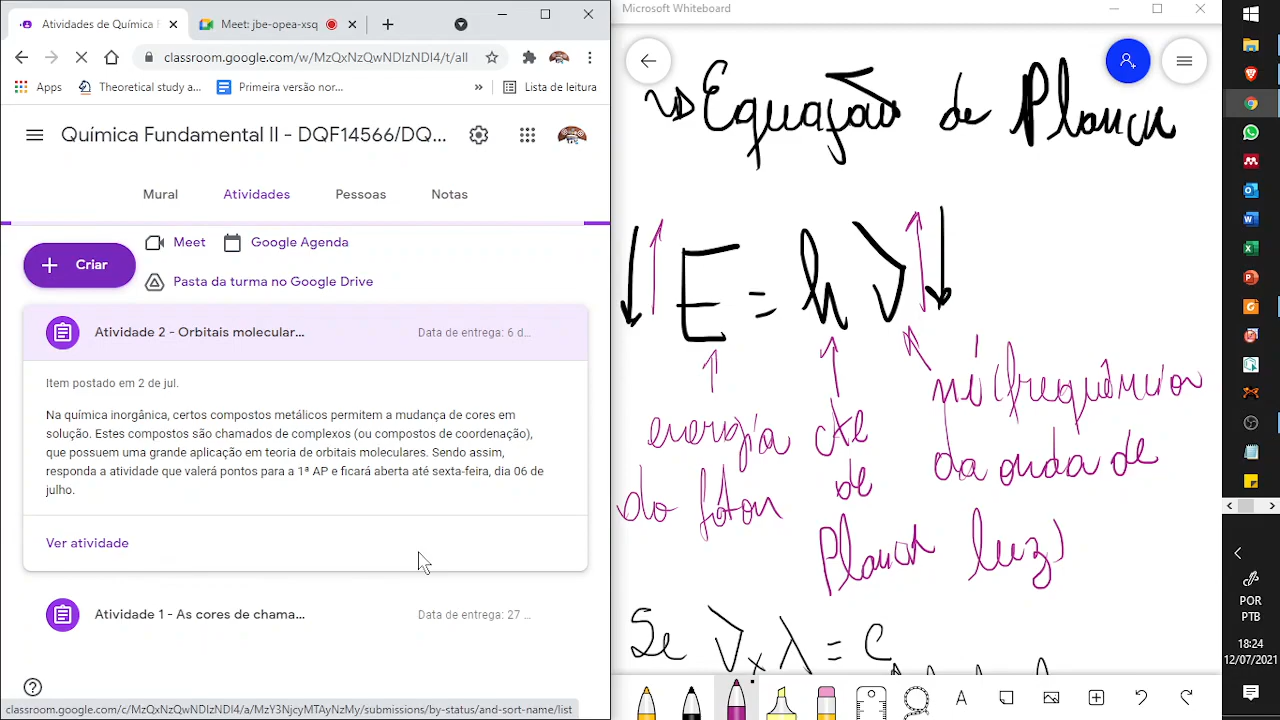 Atividades de Química F
Meet: jbe-opea-xsq
classroom.google.com/w/MzQxNzQwNDIzNDI4/t/all
Apps
Theoretical study a...
Primeira versão nor...
»
Lista de leitura
Química Fundamental II - DQF14566/DQ...
Mural
Atividades
Pessoas
Notas
Criar
Meet
Google Agenda
Pasta da turma no Google Drive
Atividade 2 - Orbitais molecular...
Data de entrega: 6 d...
Item postado em 2 de jul.
Na química inorgânica, certos compostos metálicos permitem a mudança de cores em
solução. Estes compostos são chamados de complexos (ou compostos de coordenação),
que possuem uma grande aplicação em teoria de orbitais moleculares. Sendo assim,
responda a atividade que valerá pontos para a 1ª AP e ficará aberta até sexta-feira, dia 06 de
julho.
Ver atividade
Atividade 1 - As cores de chama...
Data de entrega: 27 ...
classroom.google.com/c/MzQxNzQwNDIzNDI4/a/MzY3NjcyMTAyNzMy/submissions/by-status/and-sort-name/list
Microsoft Whiteboard
Equação de Planck
E = h ν
energia
do fóton
cte
de
Planck
ni (frequência
da onda de
luz)
Se ν x λ = C
POR
PTB
18:24
12/07/2021